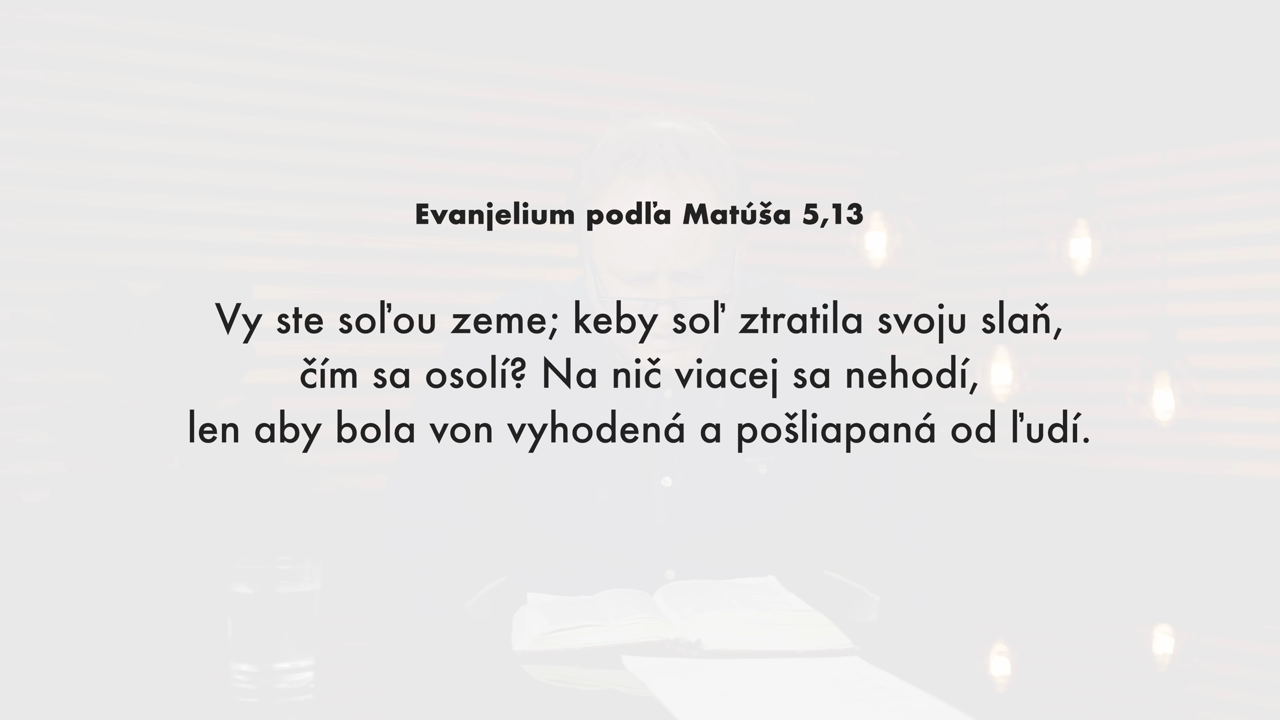 Evanjelium podľa Matúša 5,13
Vy ste soľou zeme; keby soľ ztratila svoju slaň,
čím sa osolí? Na nič viacej sa nehodí,
len aby bola von vyhodená a pošliapaná od ľudí.